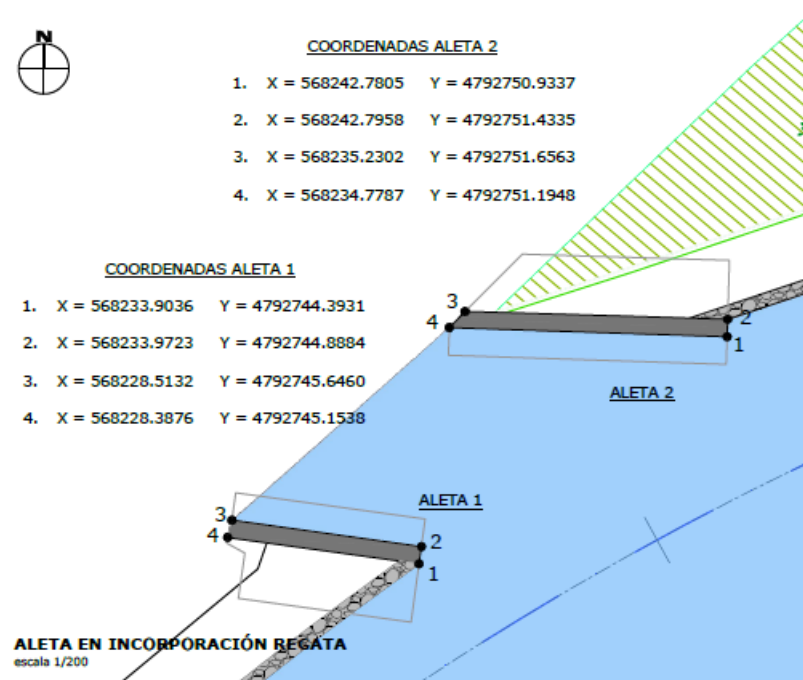 N
COORDENADAS ALETA 2
1. X = 568242.7805 Y = 4792750.9337
2. X = 568242.7958 Y = 4792751.4335
3. X = 568235.2302 Y = 4792751.6563
4. X = 568234.7787 Y = 4792751.1948
COORDENADAS ALETA 1
1. X = 568233.9036 Y = 4792744.3931
2. X = 568233.9723 Y = 4792744.8884
3. X = 568228.5132 Y = 4792745.6460
4. X = 568228.3876 Y = 4792745.1538
3
4
2
1
ALETA 2
ALETA 1
3
4
2
1
ALETA EN INCORPORACIÓN REGATA
escala 1/200